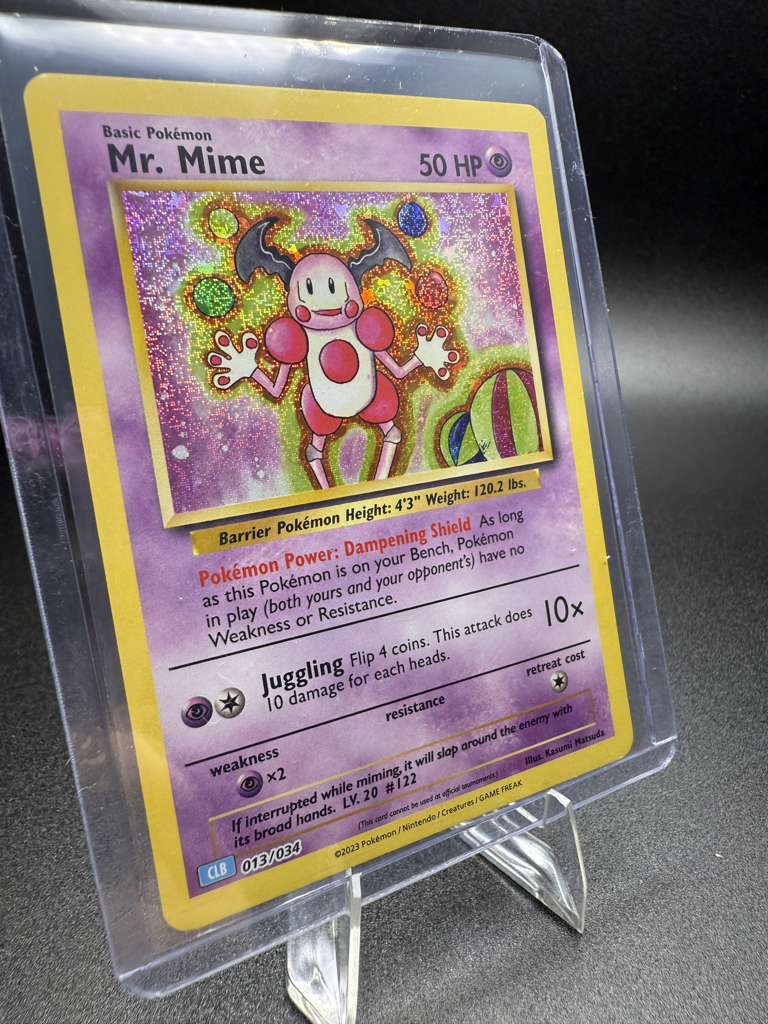 Basic Pokémon
Mr. Mime
50 HP
Barrier Pokémon Height: 4'3" Weight: 120.2 lbs.
Pokémon Power: Dampening Shield As long
as this Pokémon is on your Bench, Pokémon
in play (both yours and your opponent's) have no
Weakness or Resistance.
Juggling Flip 4 coins. This attack does
10 damage for each heads.
10×
weakness
×2
resistance
retreat cost
If interrupted while miming, it will slap around the enemy with
its broad hands. LV. 20 #122
Illus. Kasumi Matsuda
(This card cannot be used at official tournaments.)
CLB 013/034
©2023 Pokémon / Nintendo / Creatures / GAME FREAK